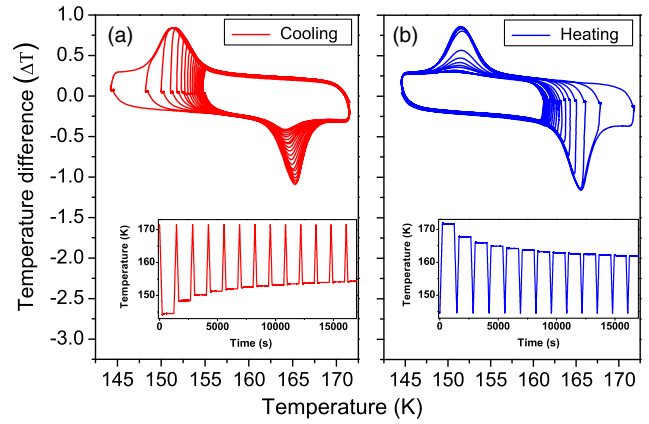 (a)
Cooling
(b)
Heating
Temperature difference (ΔT)
1.0
0.5
0.0
-0.5
-1.0
-1.5
-2.0
-2.5
-3.0
Temperature (K)
170
160
150
0
5000
10000
15000
Time (s)
Temperature (K)
170
160
150
0
5000
10000
15000
Time (s)
145 150 155 160 165 170
145 150 155 160 165 170
Temperature (K)